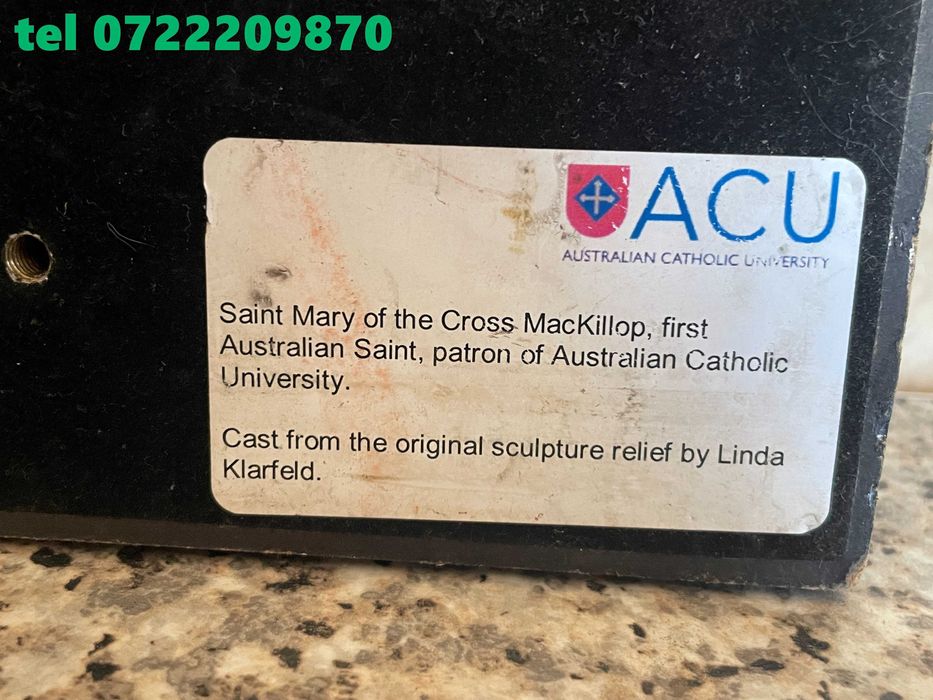 tel 0722209870
ACU
AUSTRALIAN CATHOLIC UNIVERSITY
Saint Mary of the Cross MacKillop, first
Australian Saint, patron of Australian Catholic
University.
Cast from the original sculpture relief by Linda
Klarfeld.